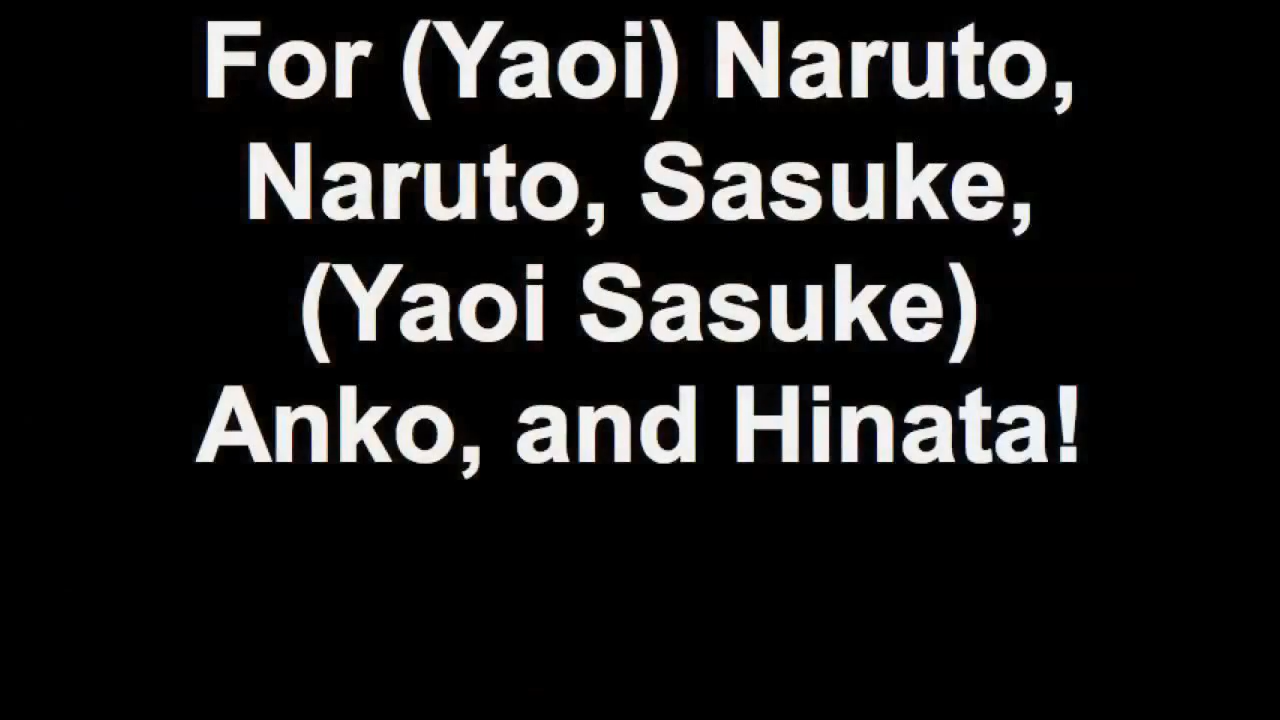 For (Yaoi) Naruto,
Naruto, Sasuke,
(Yaoi Sasuke)
Anko, and Hinata!